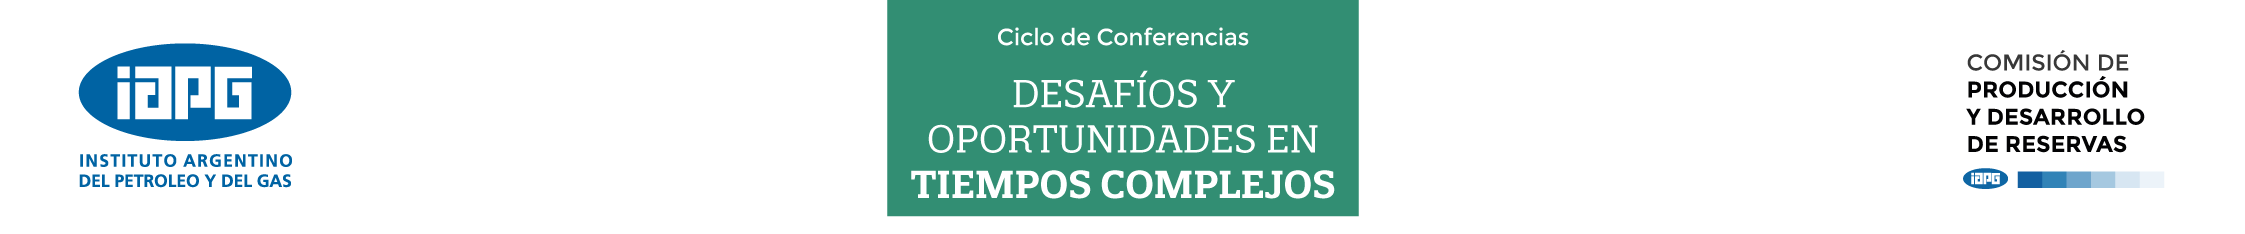 iAPG
INSTITUTO ARGENTINO
DEL PETROLEO Y DEL GAS
Ciclo de Conferencias
DESAFÍOS Y
OPORTUNIDADES EN
TIEMPOS COMPLEJOS
COMISIÓN DE
PRODUCCIÓN
Y DESARROLLO
DE RESERVAS
iAPG